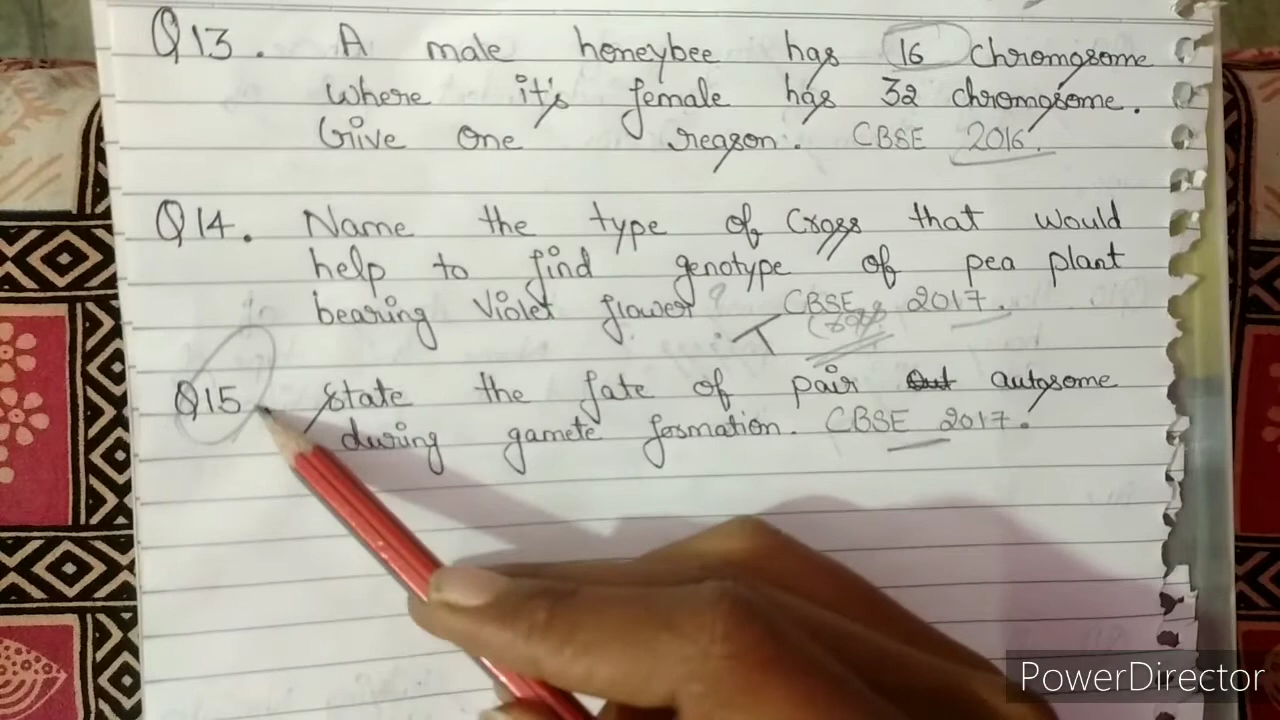 Q13. A male honeybee has 16 chromosome
where it's female has 32 chromosome.
Give One reason. CBSE 2016.
Q14. Name the type of Cross that would
help to find genotype of pea plant
bearing Violet flower? CBSE 2017.
T
Q15 State the fate of pair autosome
during gamete formation. CBSE 2017.
PowerDirector